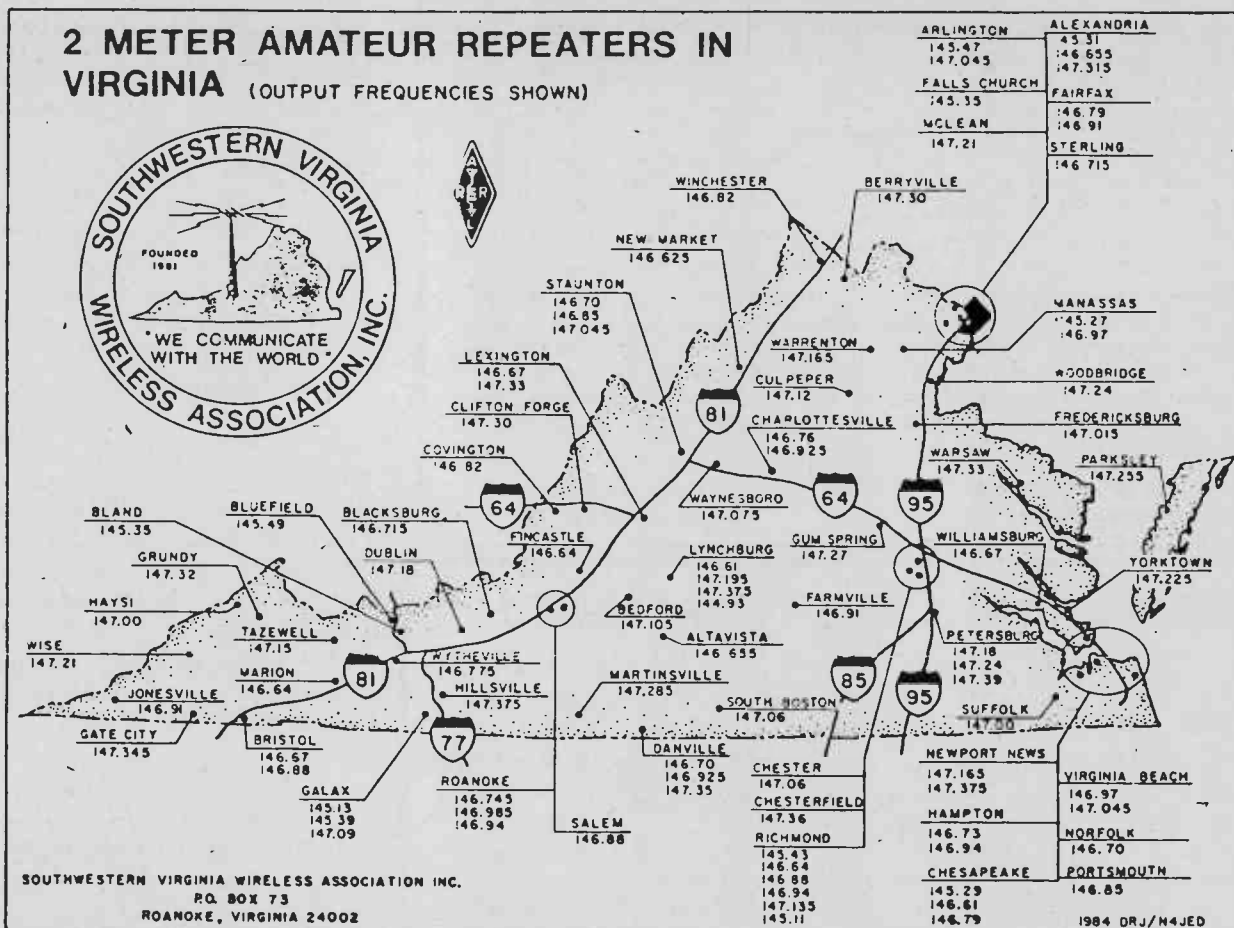 2 METER AMATEUR REPEATERS IN
VIRGINIA (OUTPUT FREQUENCIES SHOWN)
SOUTHWESTERN VIRGINIA
WIRELESS ASSOCIATION, INC.
FOUNDED
1981
"WE COMMUNICATE
WITH THE WORLD"
A
R R
L
ARLINGTON
145.47
147.045
FALLS CHURCH
145.35
MCLEAN
147.21
ALEXANDRIA
145.31
146.655
147.315
FAIRFAX
146.79
146.91
STERLING
146.715
WINCHESTER
146.82
BERRYVILLE
147.30
NEW MARKET
146.625
STAUNTON
146.70
146.85
147.045
LEXINGTON
146.67
147.33
CLIFTON FORGE
147.30
COVINGTON
146.82
WARRENTON
147.165
CULPEPER
147.12
CHARLOTTESVILLE
146.76
146.925
MANASSAS
145.27
146.97
WOODBRIDGE
147.24
FREDERICKSBURG
147.015
WARSAW
147.33
PARKSLEY
147.255
81
64
64
95
WAYNESBORO
147.075
GUM SPRING
147.27
WILLIAMSBURG
146.67
YORKTOWN
147.225
BLAND
145.35
BLUEFIELD
145.49
BLACKSBURG
146.715
GRUNDY
147.32
DUBLIN
147.18
FINCASTLE
146.64
LYNCHBURG
146.61
147.195
147.375
144.93
HAYSI
147.00
BEDFORD
147.105
FARMVILLE
146.91
WISE
147.21
TAZEWELL
147.15
ALTAVISTA
146.655
PETERSBURG
147.18
147.24
147.39
MARION
146.64
81
WYTHEVILLE
146.775
HILLSVILLE
147.375
MARTINSVILLE
147.285
SOUTH BOSTON
147.06
85
95
SUFFOLK
147.00
JONESVILLE
146.91
GATE CITY
147.345
BRISTOL
146.67
146.88
77
DANVILLE
146.70
146.925
147.35
GALAX
145.13
145.39
147.09
ROANOKE
146.745
146.985
146.94
SALEM
146.88
CHESTER
147.06
CHESTERFIELD
147.36
RICHMOND
145.43
146.64
146.88
146.94
147.135
145.11
NEWPORT NEWS
147.165
147.375
HAMPTON
146.73
146.94
CHESAPEAKE
145.29
146.61
146.79
VIRGINIA BEACH
146.97
147.045
NORFOLK
146.70
PORTSMOUTH
146.85
SOUTHWESTERN VIRGINIA WIRELESS ASSOCIATION INC.
P.O. BOX 73
ROANOKE, VIRGINIA 24002
1984 DRJ/N4JED